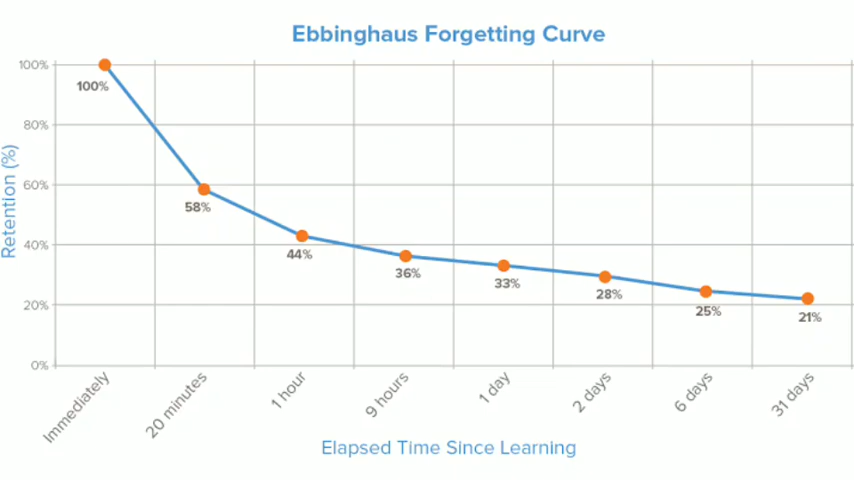 Ebbinghaus Forgetting Curve
Retention (%)
100%
80%
60%
40%
20%
0%
100%
58%
44%
36%
33%
28%
25%
21%
Immediately
20 minutes
1 hour
9 hours
1 day
2 days
6 days
31 days
Elapsed Time Since Learning